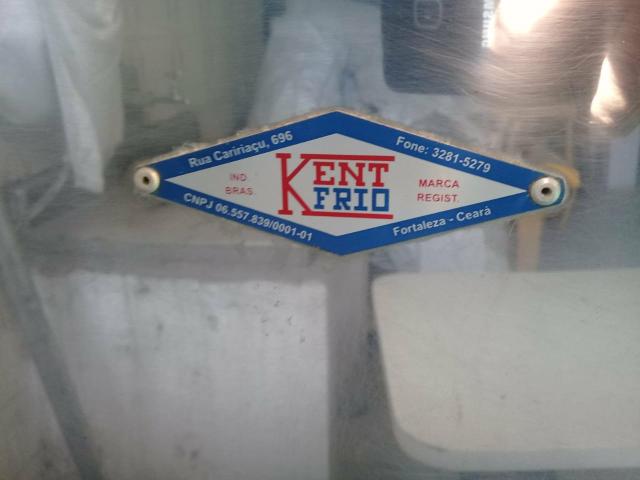 Rua Caririaçu, 696
Fone: 3281-5279
IND.
BRAS.
KENT
FRIO
MARCA
REGIST.
CNPJ 06.557.839/0001-01
Fortaleza - Ceará